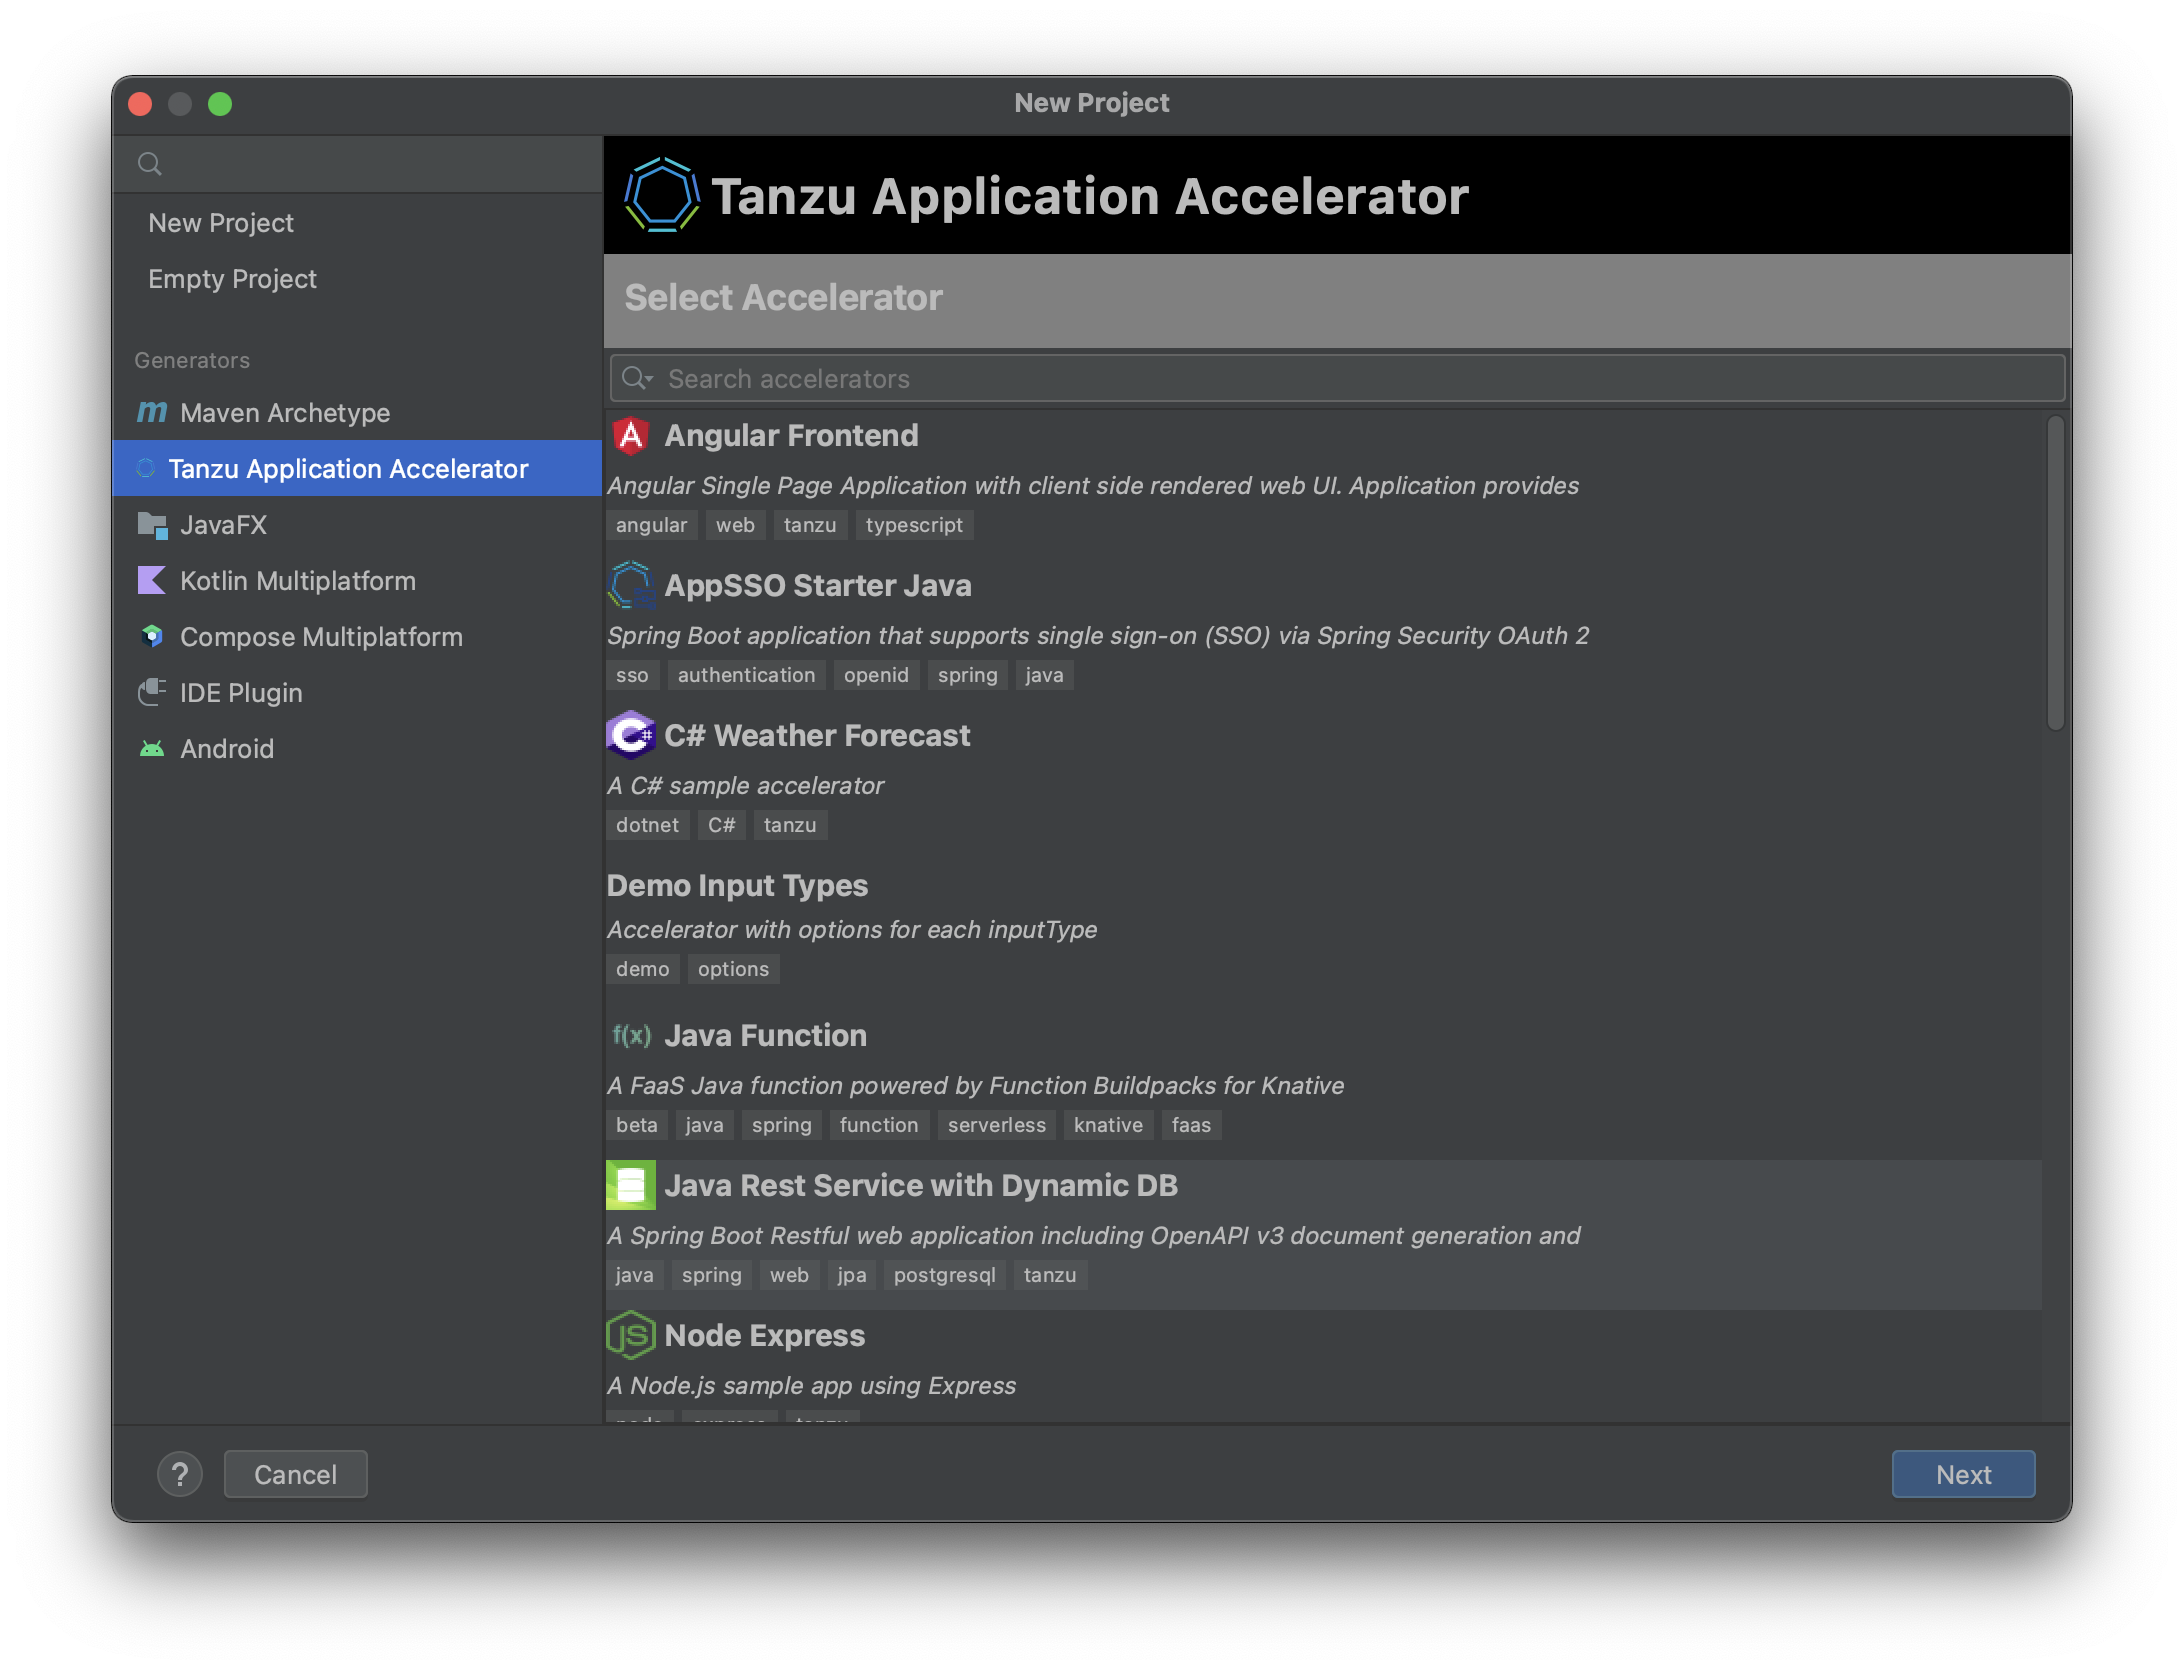 New Project
New Project
Empty Project
Generators
Maven Archetype
Tanzu Application Accelerator
JavaFX
Kotlin Multiplatform
Compose Multiplatform
IDE Plugin
Android
Tanzu Application Accelerator
Select Accelerator
Search accelerators
Angular Frontend
Angular Single Page Application with client side rendered web UI. Application provides
angular web tanzu typescript
AppSSO Starter Java
Spring Boot application that supports single sign-on (SSO) via Spring Security OAuth 2
sso authentication openid spring java
C# Weather Forecast
A C# sample accelerator
dotnet C# tanzu
Demo Input Types
Accelerator with options for each inputType
demo options
f(x) Java Function
A FaaS Java function powered by Function Buildpacks for Knative
beta java spring function serverless knative faas
Java Rest Service with Dynamic DB
A Spring Boot Restful web application including OpenAPI v3 document generation and
java spring web jpa postgresql tanzu
JS Node Express
A Node.js sample app using Express
node express tanzu
? Cancel
Next